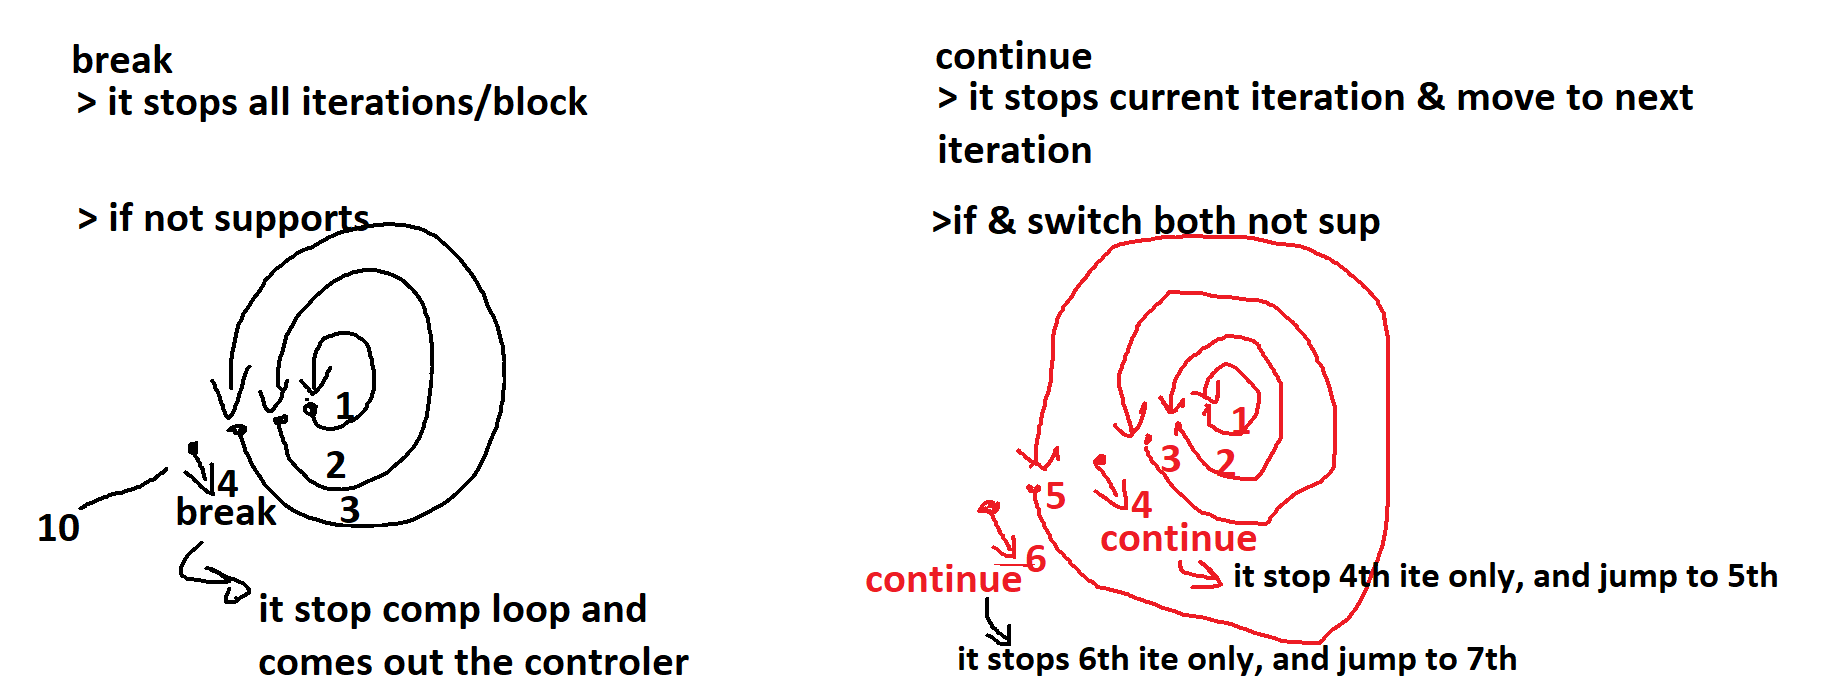 break
> it stops all iterations/block
> if not supports
1
2
3
4
break
10
it stop comp loop and
comes out the controler
continue
> it stops current iteration & move to next
iteration
>if & switch both not sup
1
2
3
4
continue
5
6
continue
it stop 4th ite only, and jump to 5th
it stops 6th ite only, and jump to 7th